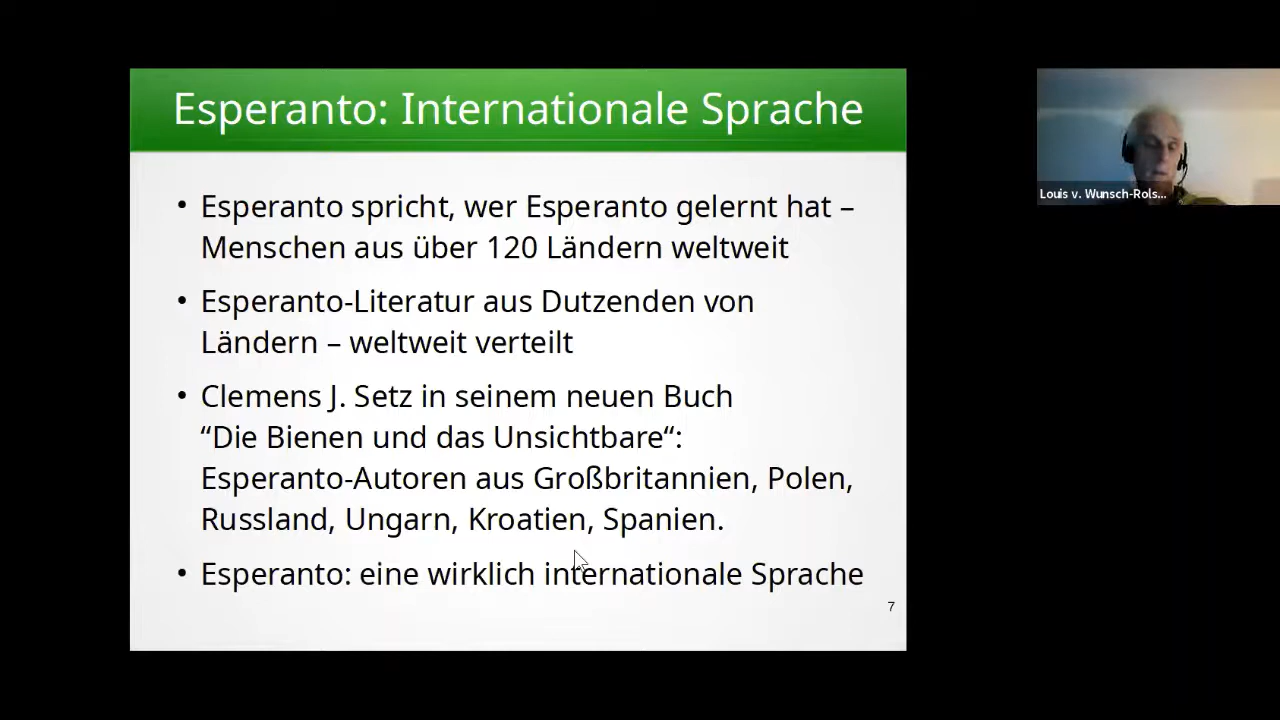 Esperanto: Internationale Sprache
• Esperanto spricht, wer Esperanto gelernt hat –
Menschen aus über 120 Ländern weltweit
• Esperanto-Literatur aus Dutzenden von
Ländern – weltweit verteilt
• Clemens J. Setz in seinem neuen Buch
“Die Bienen und das Unsichtbare“:
Esperanto-Autoren aus Großbritannien, Polen,
Russland, Ungarn, Kroatien, Spanien.
• Esperanto: eine wirklich internationale Sprache
7
Louis v. Wunsch-Rols...